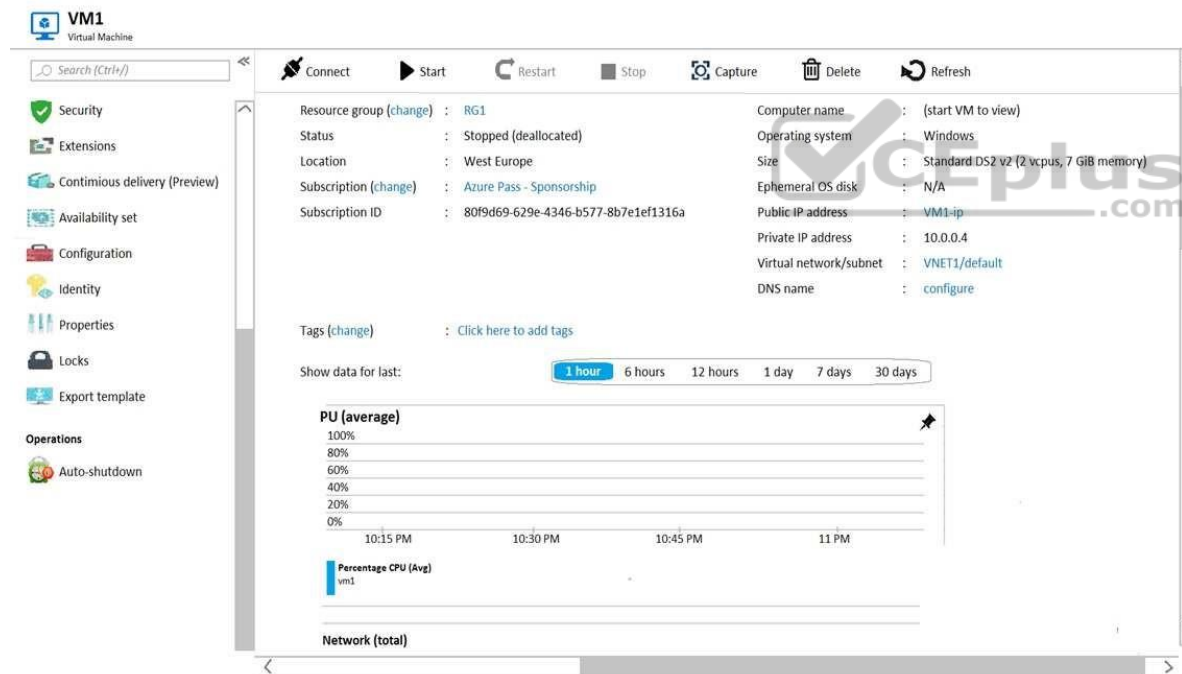 VM1
Virtual Machine
Search (Ctrl+/)
Security
Extensions
Contimious delivery (Preview)
Availability set
Configuration
Identity
Properties
Locks
Export template
Operations
Auto-shutdown
Connect Start Restart Stop Capture Delete Refresh
Resource group (change) : RG1
Status : Stopped (deallocated)
Location : West Europe
Subscription (change) : Azure Pass - Sponsorship
Subscription ID : 80f9d69-629e-4346-b577-8b7e1ef1316a
Computer name : (start VM to view)
Operating system : Windows
Size : Standard DS2 v2 (2 vcpus, 7 GiB memory)
Ephemeral OS disk : N/A
Public IP address : VM1-ip
Private IP address : 10.0.0.4
Virtual network/subnet : VNET1/default
DNS name : configure
CEplus
.com
Tags (change) : Click here to add tags
Show data for last: 1 hour 6 hours 12 hours 1 day 7 days 30 days
PU (average)
100%
80%
60%
40%
20%
0%
10:15 PM 10:30 PM 10:45 PM 11 PM
Percentage CPU (Avg)
vm1
Network (total)